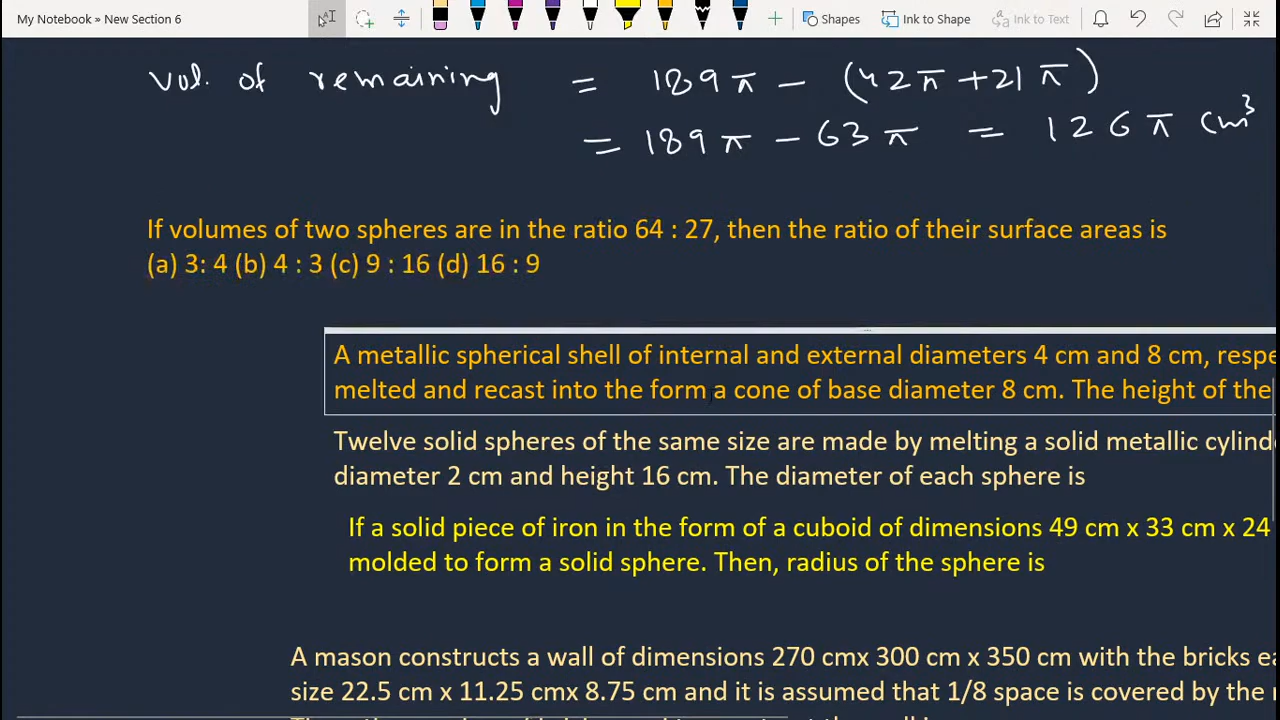 My Notebook » New Section 6
Shapes
Ink to Shape
Ink to Text
vol. of remaining = 189π - (42π + 21π)
= 189π - 63π = 126π cm³
If volumes of two spheres are in the ratio 64 : 27, then the ratio of their surface areas is
(a) 3: 4 (b) 4 : 3 (c) 9 : 16 (d) 16 : 9
A metallic spherical shell of internal and external diameters 4 cm and 8 cm,
melted and recast into the form a cone of base diameter 8 cm. The height of the
Twelve solid spheres of the same size are made by melting a solid metallic
diameter 2 cm and height 16 cm. The diameter of each sphere is
If a solid piece of iron in the form of a cuboid of dimensions 49 cm x 33 cm x 24
molded to form a solid sphere. Then, radius of the sphere is
A mason constructs a wall of dimensions 270 cmx 300 cm x 350 cm with the bricks
size 22.5 cm x 11.25 cmx 8.75 cm and it is assumed that 1/8 space is covered by the